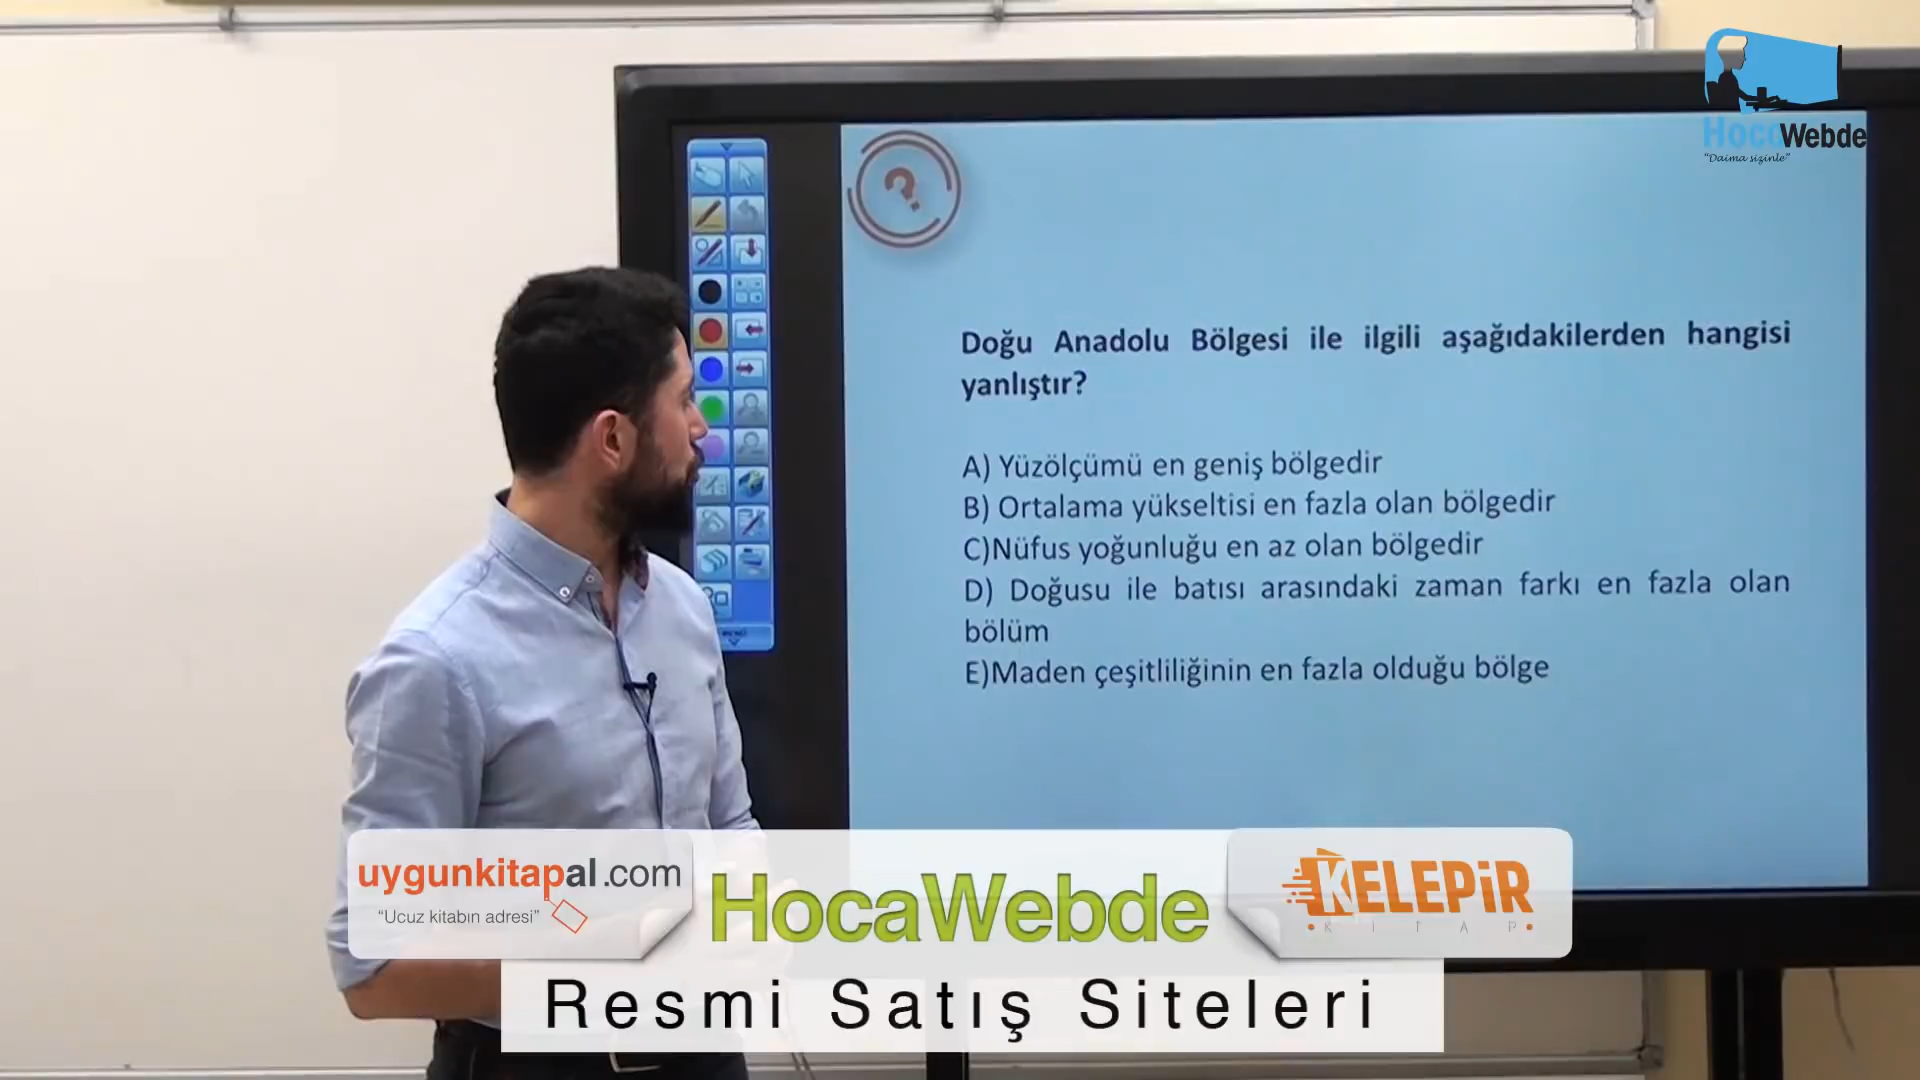 HocaWebde
“Daima sizinle”
?
Doğu Anadolu Bölgesi ile ilgili aşağıdakilerden hangisi
yanlıştır?
A) Yüzölçümü en geniş bölgedir
B) Ortalama yükseltisi en fazla olan bölgedir
C)Nüfus yoğunluğu en az olan bölgedir
D) Doğusu ile batısı arasındaki zaman farkı en fazla olan
bölüm
E)Maden çeşitliliğinin en fazla olduğu bölge
uygunkitapal.com
“Ucuz kitabın adresi”
HocaWebde
KELEPiR
KİTAP
Resmi Satış Siteleri